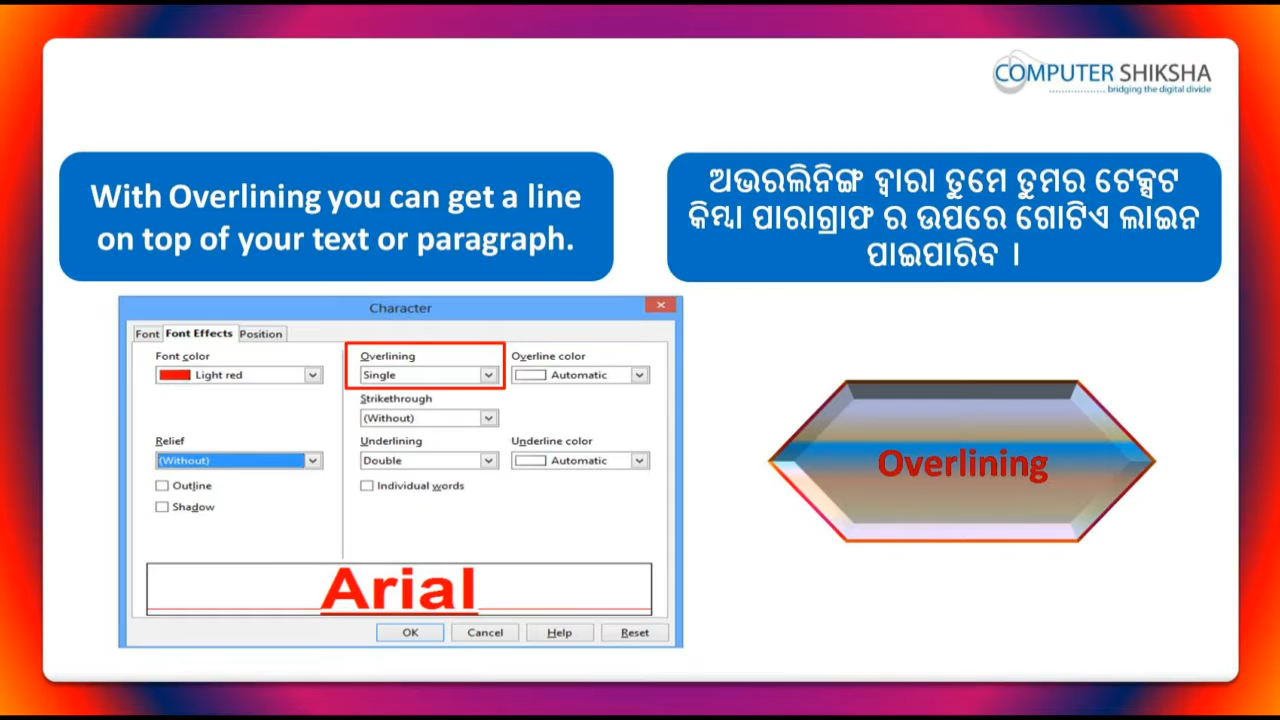 COMPUTER SHIKSHA
bridging the digital divide
With Overlining you can get a line
on top of your text or paragraph.
ଅଭରଲିନିଙ୍ଗ ଦ୍ୱାରା ତୁମେ ତୁମର ଟେକ୍ସଟ
କିମ୍ବା ପାରାଗ୍ରାଫ ର ଉପରେ ଗୋଟିଏ ଲାଇନ
ପାଇପାରିବ ।
Character
Font Font Effects Position
Font color Overlining Overline color
Light red Single Automatic
Strikethrough
(Without)
Relief Underlining Underline color
(Without) Double Automatic
Outline Individual words
Shadow
Arial
OK Cancel Help Reset
Overlining